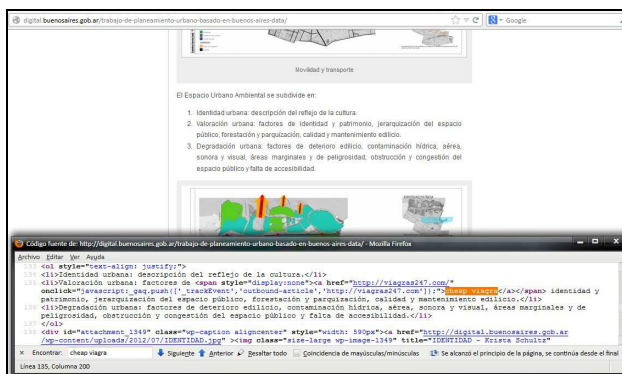 digital.buenosaires.gob.ar/trabajo-de-planeamiento-urbano-basado-en-buenos-aires-data/
Google
Movilidad y transporte
El Espacio Urbano Ambiental se subdivide en:
1. Identidad urbana: descripción del reflejo de la cultura.
2. Valoración urbana: factores de identidad y patrimonio, jerarquización del espacio
público, forestación y parquización, calidad y mantenimiento edilicio.
3. Degradación urbana: factores de deterioro edilicio, contaminación hídrica, aérea,
sonora y visual, áreas marginales y de peligrosidad, obstrucción y congestión del
espacio público y falta de accesibilidad.
Código fuente de: http://digital.buenosaires.gob.ar/trabajo-de-planeamiento-urbano-basado-en-buenos-aires-data/ - Mozilla Firefox
Archivo Editar Ver Ayuda
133 <ol style="text-align: justify;">
134 <li>Identidad urbana: descripción del reflejo de la cultura.</li>
135 <li>Valoración urbana: factores de <span style="display:none"><a href="http://viagras247.com/"
onclick="javascript:_gaq.push(['_trackEvent','outbound-article','http://viagras247.com']);">cheap viagra</a></span> identidad y
patrimonio, jerarquización del espacio público, forestación y parquización, calidad y mantenimiento edilicio.</li>
136 <li>Degradación urbana: factores de deterioro edilicio, contaminación hídrica, aérea, sonora y visual, áreas marginales y de
peligrosidad, obstrucción y congestión del espacio público y falta de accesibilidad.</li>
137 </ol>
138 <div id="attachment_1349" class="wp-caption aligncenter" style="width: 590px"><a href="http://digital.buenosaires.gob.ar
/wp-content/uploads/2012/07/IDENTIDAD.jpg" ><img class="size-large wp-image-1349" title="IDENTIDAD - Krista Schultz"
× Encontrar: cheap viagra Siguiente Anterior Resaltar todo Coincidencia de mayúsculas/minúsculas Se alcanzó el principio de la página, se continúa desde el final
Línea 135, Columna 200